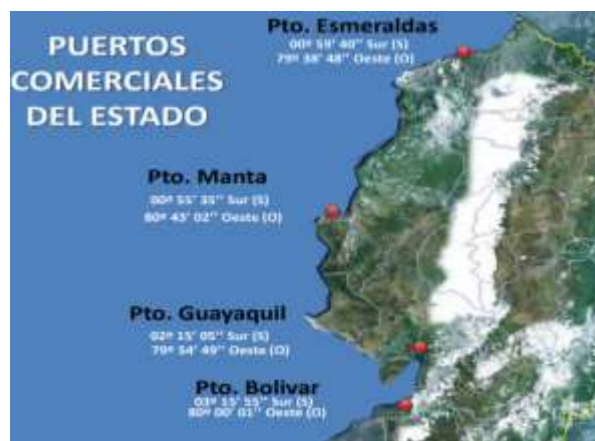 PUERTOS
COMERCIALES
DEL ESTADO
Pto. Esmeraldas
00º 59' 40'' Sur (S)
79º 38' 48'' Oeste (O)
Pto. Manta
00º 55' 35'' Sur (S)
80º 43' 02'' Oeste (O)
Pto. Guayaquil
02º 15' 05'' Sur (S)
79º 54' 49'' Oeste (O)
Pto. Bolivar
03º 15' 55'' Sur (S)
80º 00' 01'' Oeste (O)